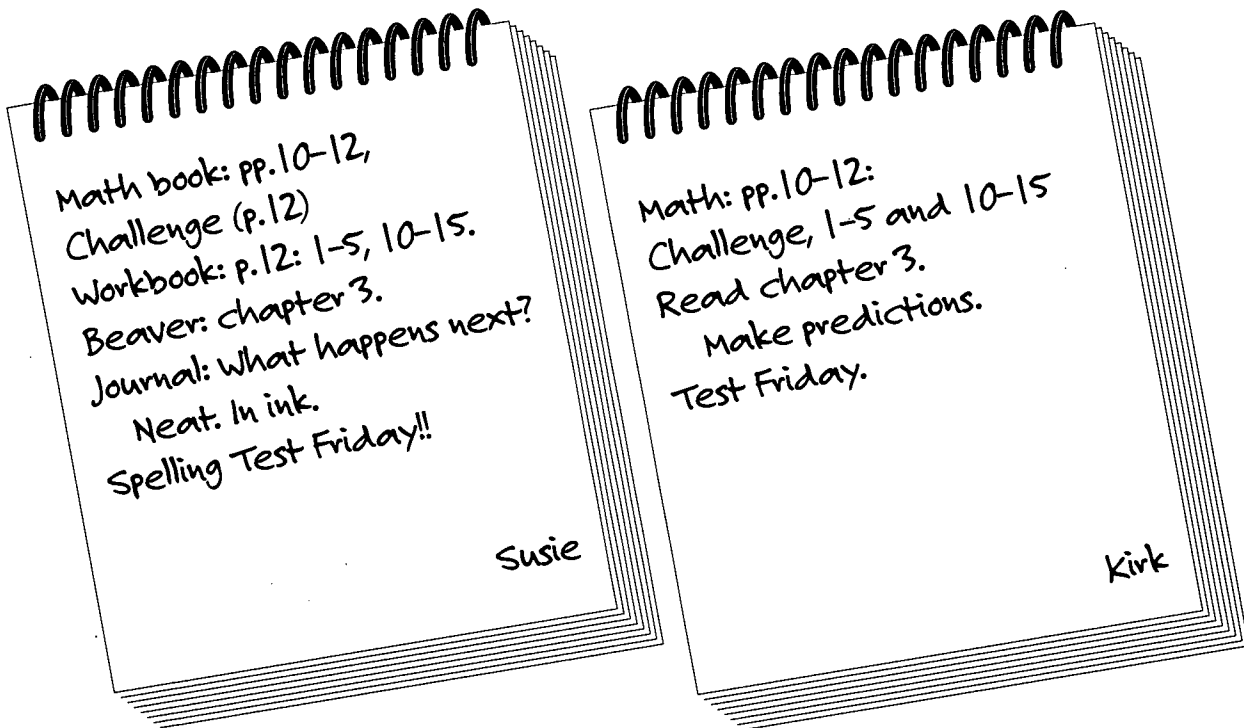 Math book: pp.10-12,
Challenge (p.12)
Workbook: p.12: 1-5, 10-15.
Beaver: chapter 3.
Journal: What happens next?
Neat. In ink.
Spelling Test Friday!!
Susie
Math: pp.10-12:
Challenge, 1-5 and 10-15
Read chapter 3.
Make predictions.
Test Friday.
Kirk